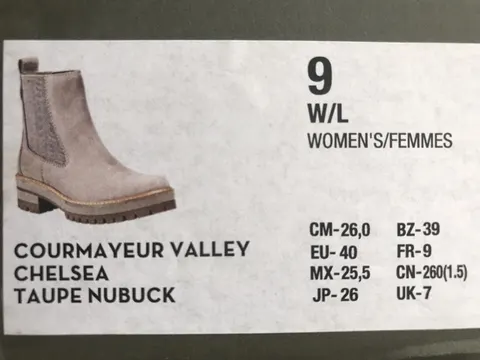 9
W/L
WOMEN'S/FEMMES
COURMAYEUR VALLEY
CHELSEA
TAUPE NUBUCK
CM-26,0 BZ-39
EU- 40 FR-9
MX-25,5 CN-260(1.5)
JP- 26 UK-7